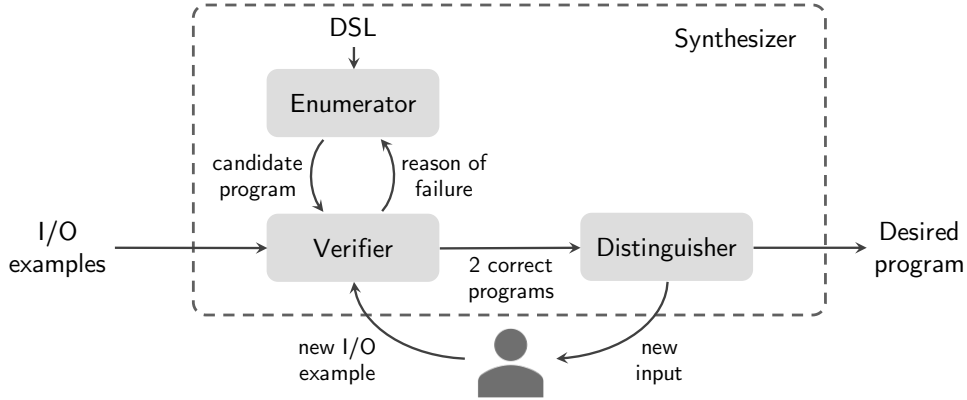 DSL
Synthesizer
Enumerator
candidate
program
reason of
failure
I/O
examples
Verifier
2 correct
programs
Distinguisher
Desired
program
new I/O
example
new
input